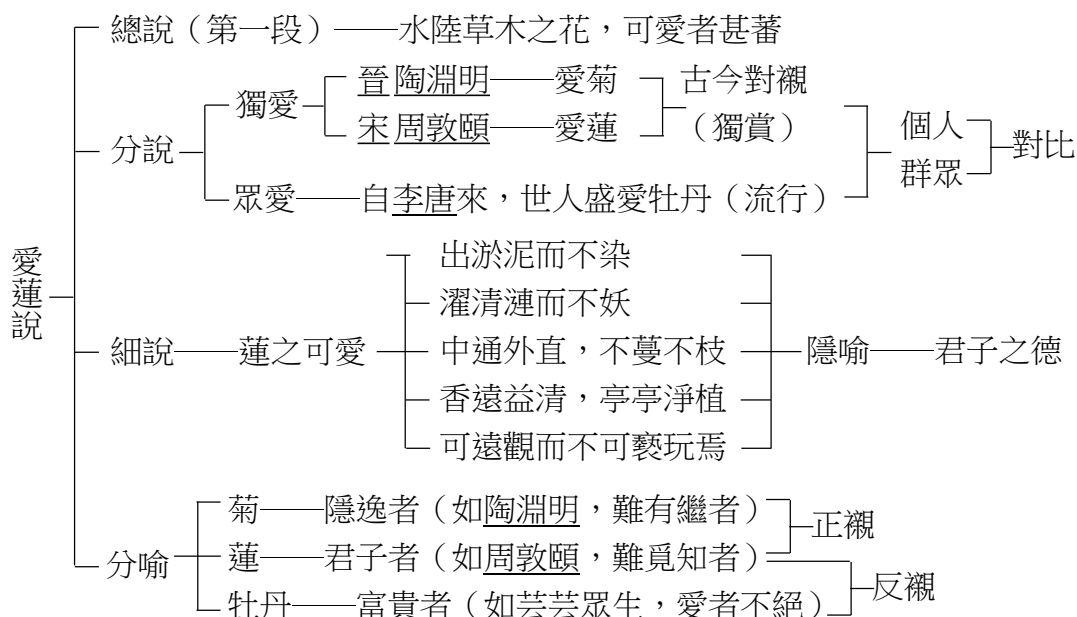 總說（第一段）——水陸草木之花，可愛者甚蕃
獨愛
晉 陶淵明——愛菊
古今對襯
宋 周敦頤——愛蓮
（獨賞）
分說
眾愛——自李唐來，世人盛愛牡丹（流行）
個人
群眾
對比
愛蓮說
細說——蓮之可愛
出淤泥而不染
濯清漣而不妖
中通外直，不蔓不枝
香遠益清，亭亭淨植
可遠觀而不可褻玩焉
隱喻——君子之德
分喻
菊——隱逸者（如陶淵明，難有繼者）
蓮——君子者（如周敦頤，難覓知者）
正襯
牡丹——富貴者（如芸芸眾生，愛者不絕）
反襯